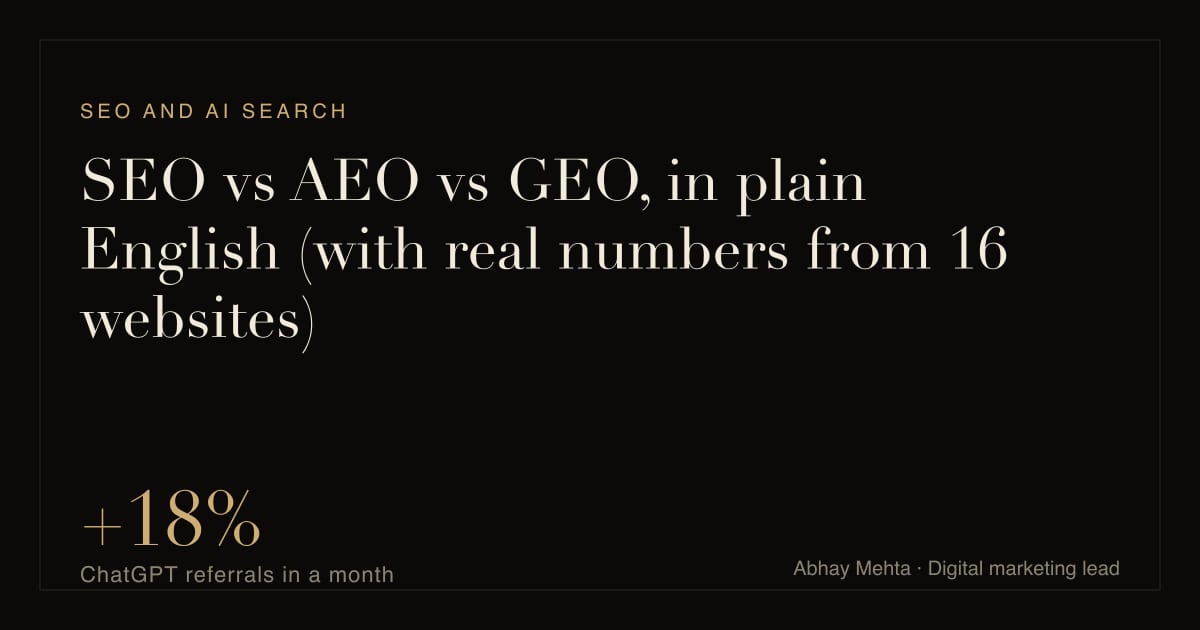 SEO AND AI SEARCH
SEO vs AEO vs GEO, in plain
English (with real numbers from 16
websites)
+18%
ChatGPT referrals in a month
Abhay Mehta · Digital marketing lead